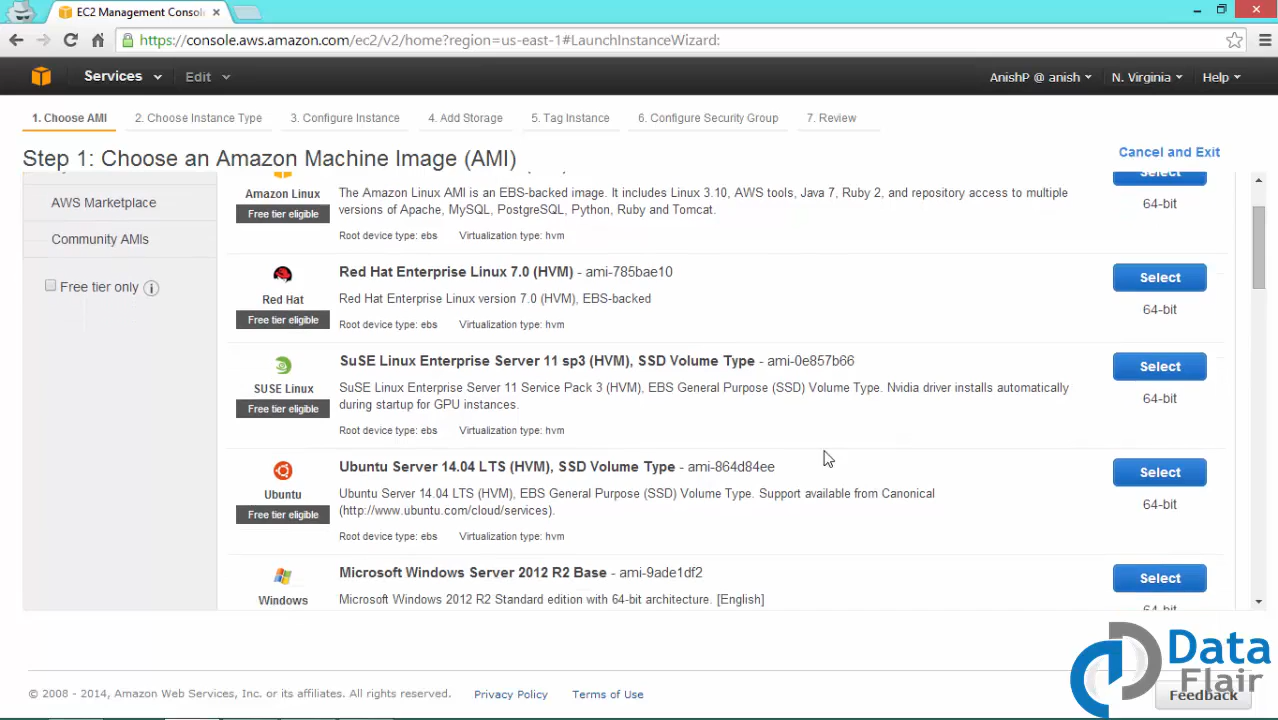 EC2 Management Consol
https://console.aws.amazon.com/ec2/v2/home?region=us-east-1#LaunchInstanceWizard:
Services Edit AnishP @ anish N. Virginia Help
1. Choose AMI 2. Choose Instance Type 3. Configure Instance 4. Add Storage 5. Tag Instance 6. Configure Security Group 7. Review
Step 1: Choose an Amazon Machine Image (AMI)
Cancel and Exit
AWS Marketplace
Community AMIs
Free tier only
Amazon Linux
Free tier eligible
The Amazon Linux AMI is an EBS-backed image. It includes Linux 3.10, AWS tools, Java 7, Ruby 2, and repository access to multiple
versions of Apache, MySQL, PostgreSQL, Python, Ruby and Tomcat.
Root device type: ebs Virtualization type: hvm
Select
64-bit
Red Hat
Free tier eligible
Red Hat Enterprise Linux 7.0 (HVM) - ami-785bae10
Red Hat Enterprise Linux version 7.0 (HVM), EBS-backed
Root device type: ebs Virtualization type: hvm
Select
64-bit
SUSE Linux
Free tier eligible
SuSE Linux Enterprise Server 11 sp3 (HVM), SSD Volume Type - ami-0e857b66
SuSE Linux Enterprise Server 11 Service Pack 3 (HVM), EBS General Purpose (SSD) Volume Type. Nvidia driver installs automatically
during startup for GPU instances.
Root device type: ebs Virtualization type: hvm
Select
64-bit
Ubuntu
Free tier eligible
Ubuntu Server 14.04 LTS (HVM), SSD Volume Type - ami-864d84ee
Ubuntu Server 14.04 LTS (HVM), EBS General Purpose (SSD) Volume Type. Support available from Canonical
(http://www.ubuntu.com/cloud/services).
Root device type: ebs Virtualization type: hvm
Select
64-bit
Windows
Microsoft Windows Server 2012 R2 Base - ami-9ade1df2
Microsoft Windows 2012 R2 Standard edition with 64-bit architecture. [English]
Select
64-bit
© 2008 - 2014, Amazon Web Services, Inc. or its affiliates. All rights reserved. Privacy Policy Terms of Use
Feedback
Data
Flair